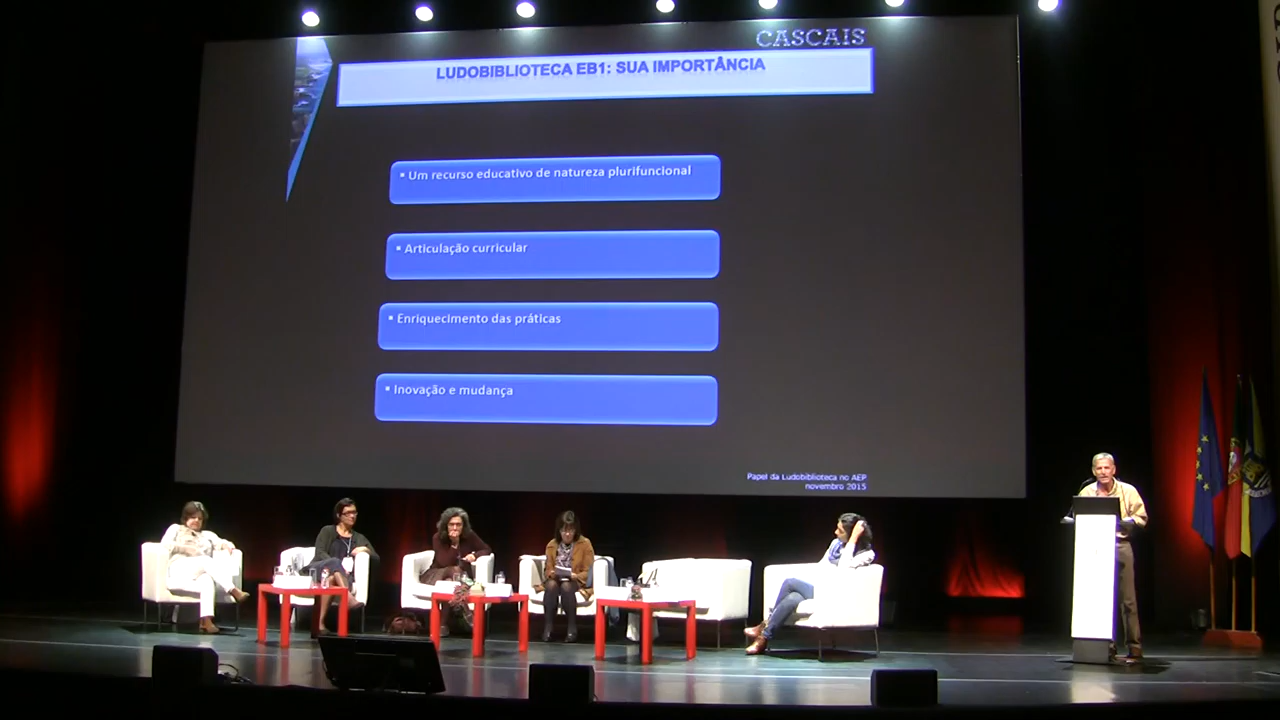 CASCAIS
LUDOBIBLIOTECA EB1: SUA IMPORTÂNCIA
▪ Um recurso educativo de natureza plurifuncional
▪ Articulação curricular
▪ Enriquecimento das práticas
▪ Inovação e mudança
Papel da Ludobiblioteca no AEP
novembro 2015